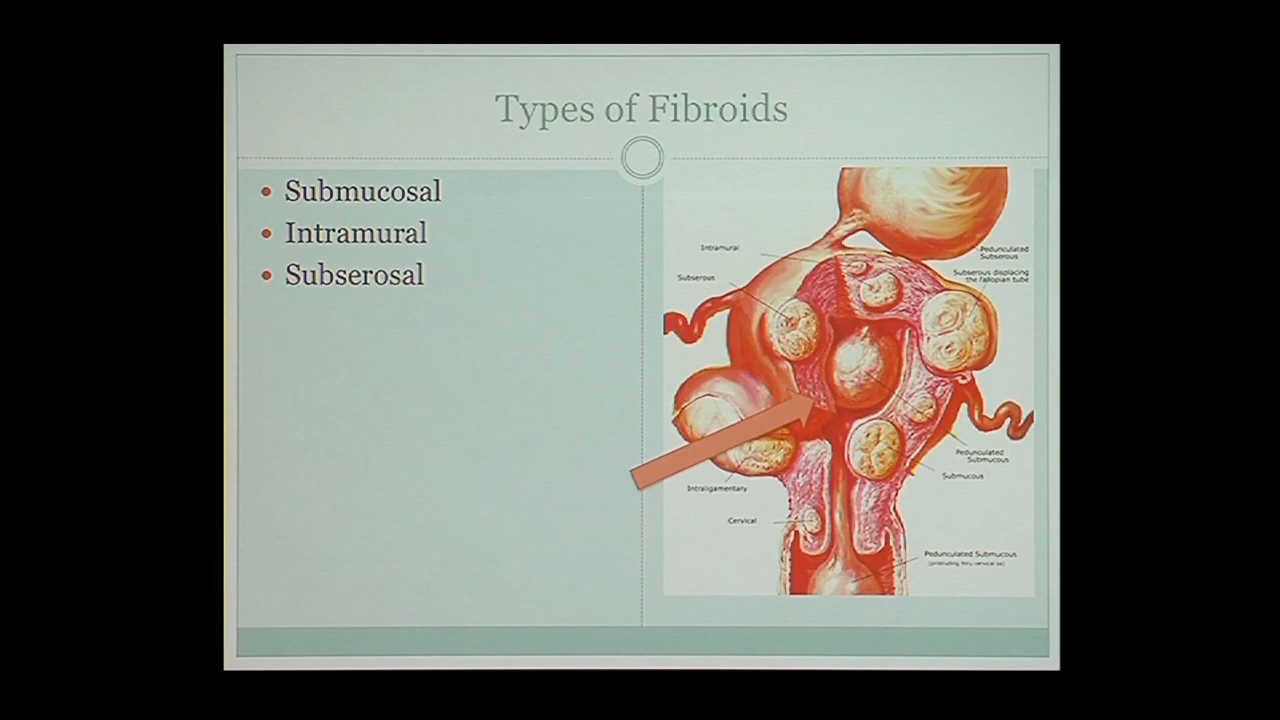 Types of Fibroids
Submucosal
Intramural
Subserosal
Intramural
Subserous
Pedunculated
Subserous
Subserous displacing
the fallopian tube
Pedunculated
Submucous
Submucous
Intraligamentary
Cervical
Pedunculated Submucous
(protruding thru cervical os)